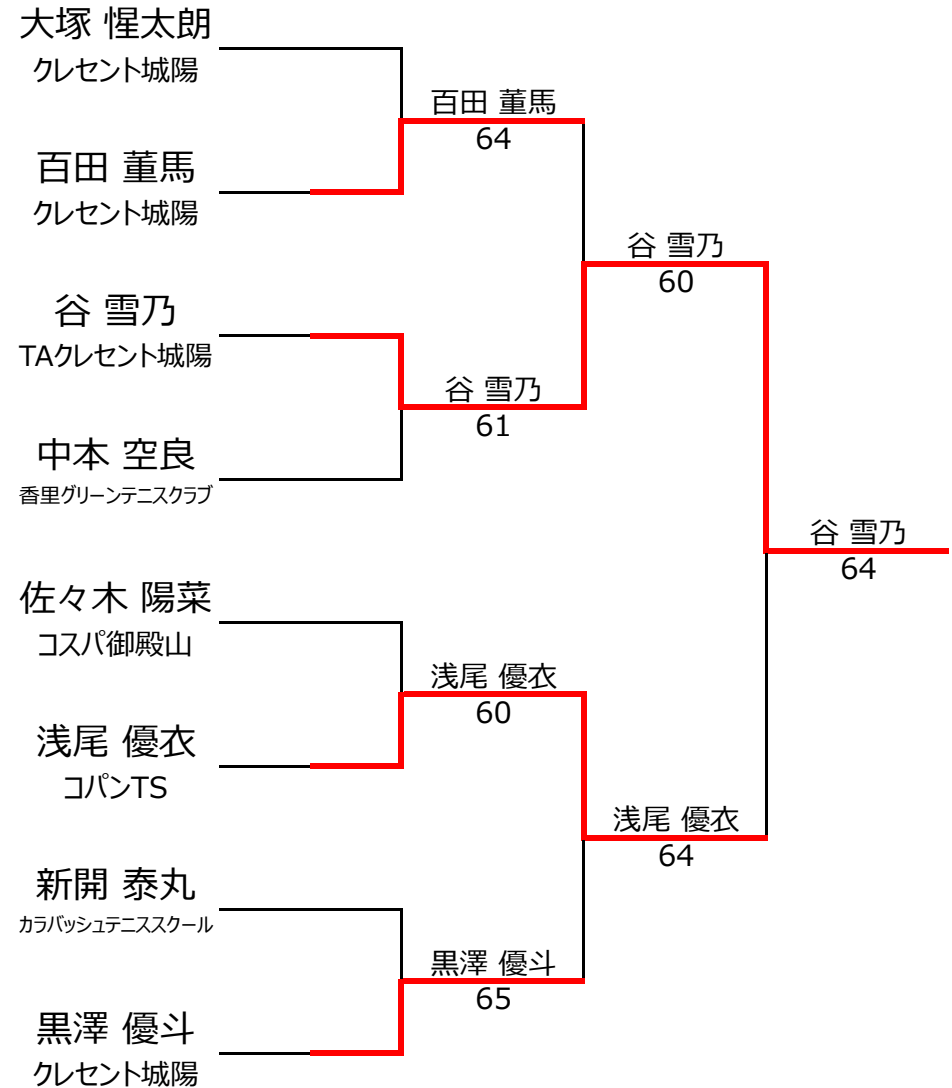 大塚 惺太朗
クレセント城陽
百田 菫馬
64
百田 菫馬
クレセント城陽
谷 雪乃
60
谷 雪乃
TAクレセント城陽
谷 雪乃
61
中本 空良
香里グリーンテニスクラブ
谷 雪乃
64
佐々木 陽菜
コスパ御殿山
浅尾 優衣
60
浅尾 優衣
コパンTS
浅尾 優衣
64
新開 泰丸
カラバッシュテニススクール
黒澤 優斗
65
黒澤 優斗
クレセント城陽